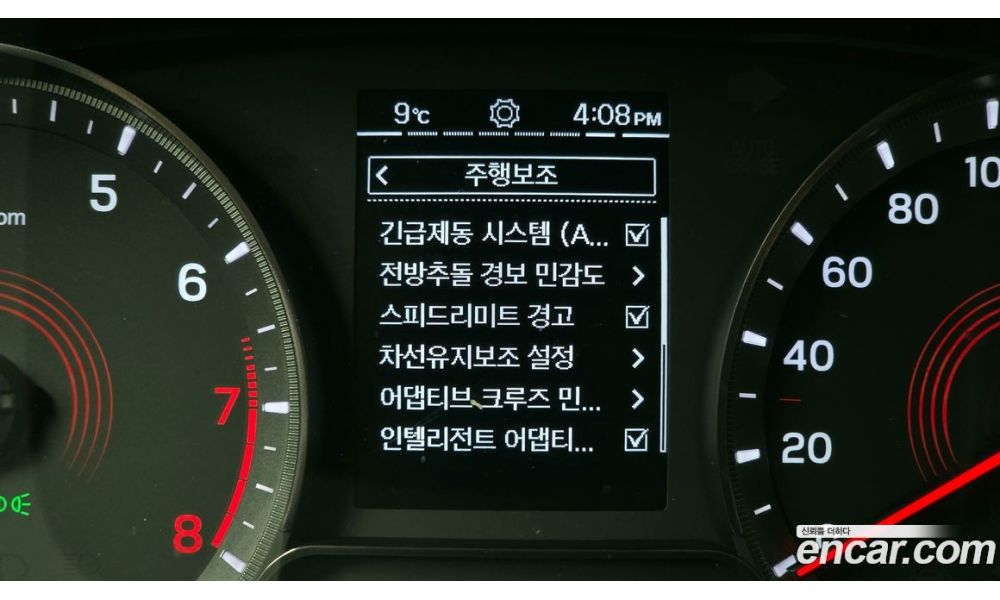 9°C 4:08PM
주행보조
긴급제동 시스템 (A...
전방추돌 경보 민감도
스피드리미트 경고
차선유지보조 설정
어댑티브 크루즈 민...
인텔리전트 어댑티...
5
6
7
8
om
20
40
60
80
10
신뢰를 더하다
encar.com